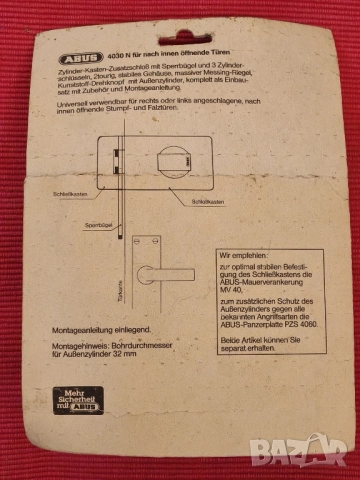 ABUS 4030 N für nach innen öffnende Türen
Zylinder-Kasten-Zusatzschloß mit Sperrbügel und 3 Zylinder-
schlüsseln, 2tourig, stabiles Gehäuse, massiver Messing-Riegel,
Kunststoff-Drehknopf mit Außenzylinder, komplett als Einbau-
satz mit Zubehör und Montageanleitung.
Universell verwendbar für rechts oder links angeschlagene, nach
innen öffnende Stumpf- und Falztüren.
Schließkasten
Schloßkasten
Sperrbügel
Türkante
Wir empfehlen:
zur optimal stabilen Befesti-
gung des Schließkastens die
ABUS-Mauerverankerung
MV 40,
zum zusätzlichen Schutz des
Außenzylinders gegen alle
bekannten Angriffsarten die
ABUS-Panzerplatte PZS 4060.
Beide Artikel können Sie
separat erhalten.
Montageanleitung einliegend.
Montagehinweis: Bohrdurchmesser
für Außenzylinder 32 mm
Mehr
Sicherheit
mit ABUS
BAZAR